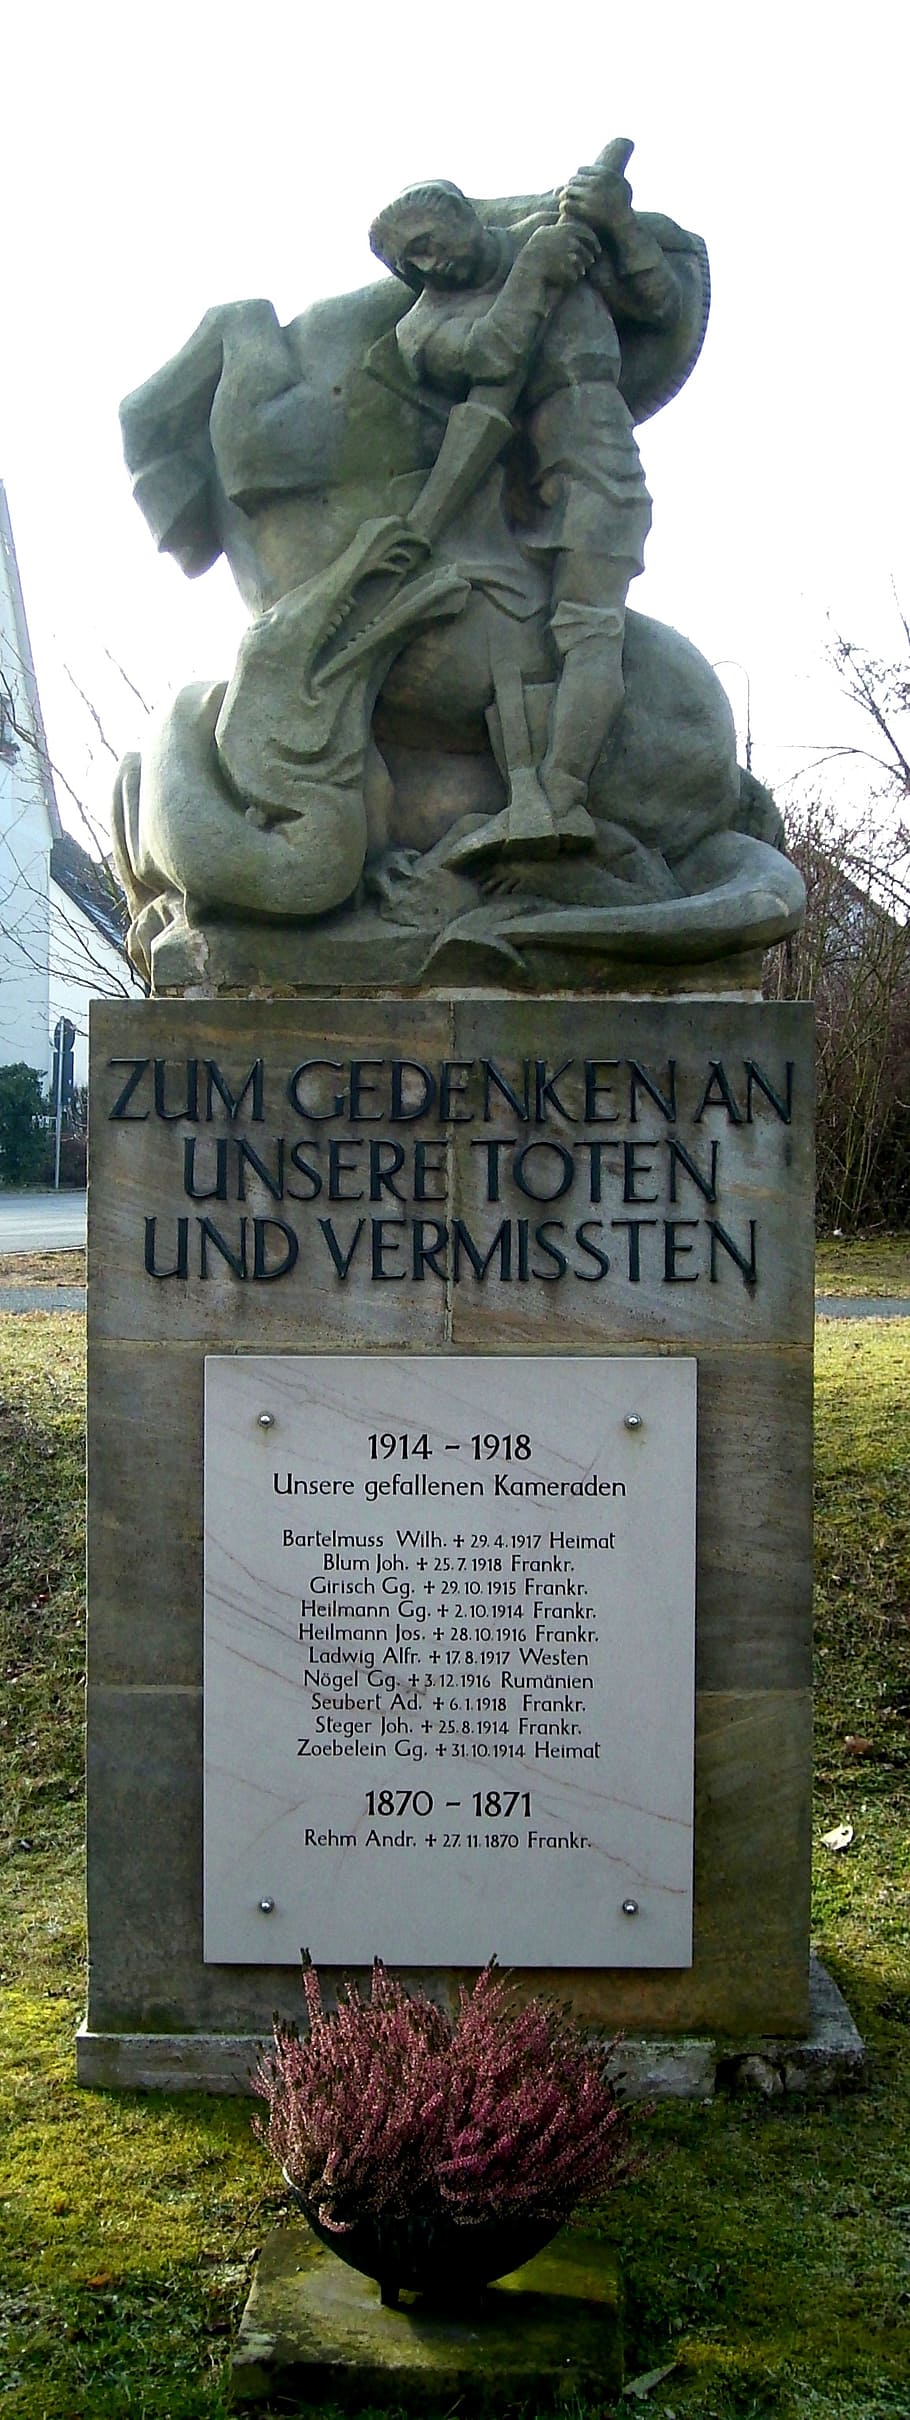 ZUM GEDENKEN AN
UNSERE TOTEN
UND VERMISSTEN
1914 – 1918
Unsere gefallenen Kameraden
Bartelmuss Wilh. + 29.4.1917 Heimat
Blum Joh. + 25.7.1918 Frankr.
Girisch Gg. + 29.10.1915 Frankr.
Heilmann Gg. + 2.10.1914 Frankr.
Heilmann Jos. + 28.10.1916 Frankr.
Ladwig Alfr. + 17.8.1917 Westen
Nögel Gg. + 3.12.1916 Rumänien
Seubert Ad. + 6.1.1918 Frankr.
Steger Joh. + 25.8.1914 Frankr.
Zoebelein Gg. + 31.10.1914 Heimat
1870 – 1871
Rehm Andr. + 27.11.1870 Frankr.